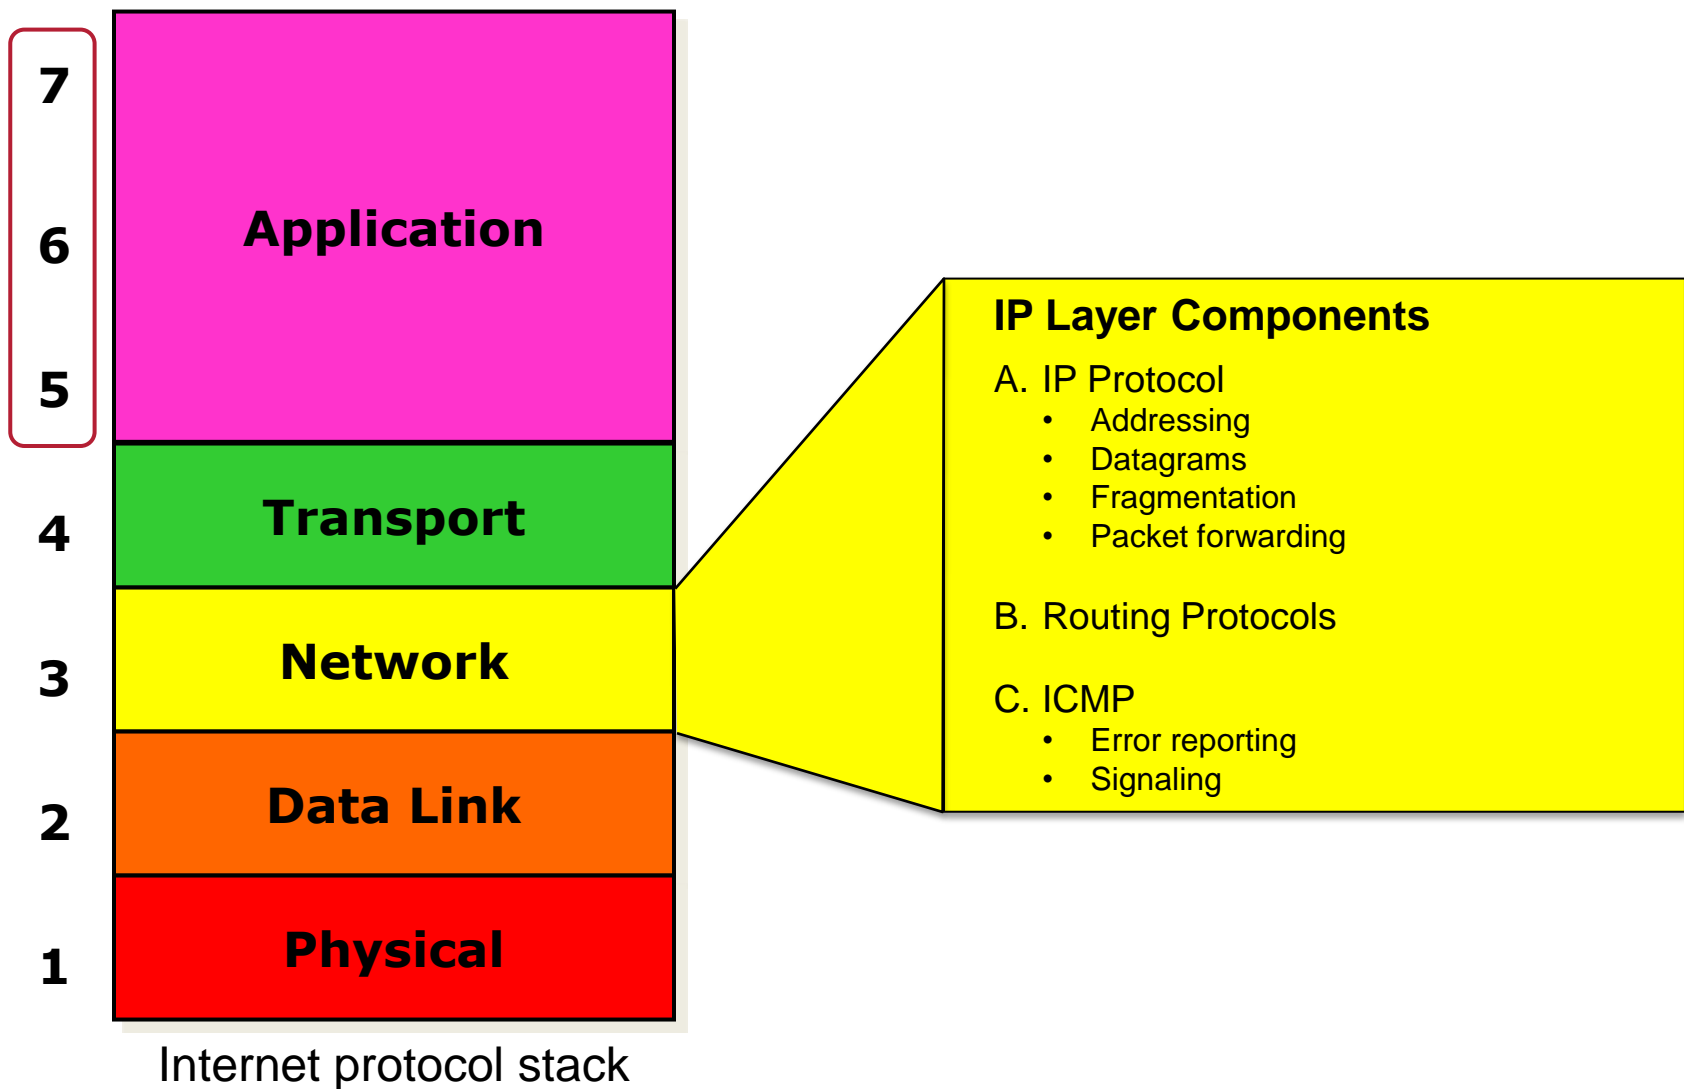 7
6
5
4
3
2
1
Application
Transport
Network
Data Link
Physical
Internet protocol stack
IP Layer Components
A. IP Protocol
• Addressing
• Datagrams
• Fragmentation
• Packet forwarding
B. Routing Protocols
C. ICMP
• Error reporting
• Signaling